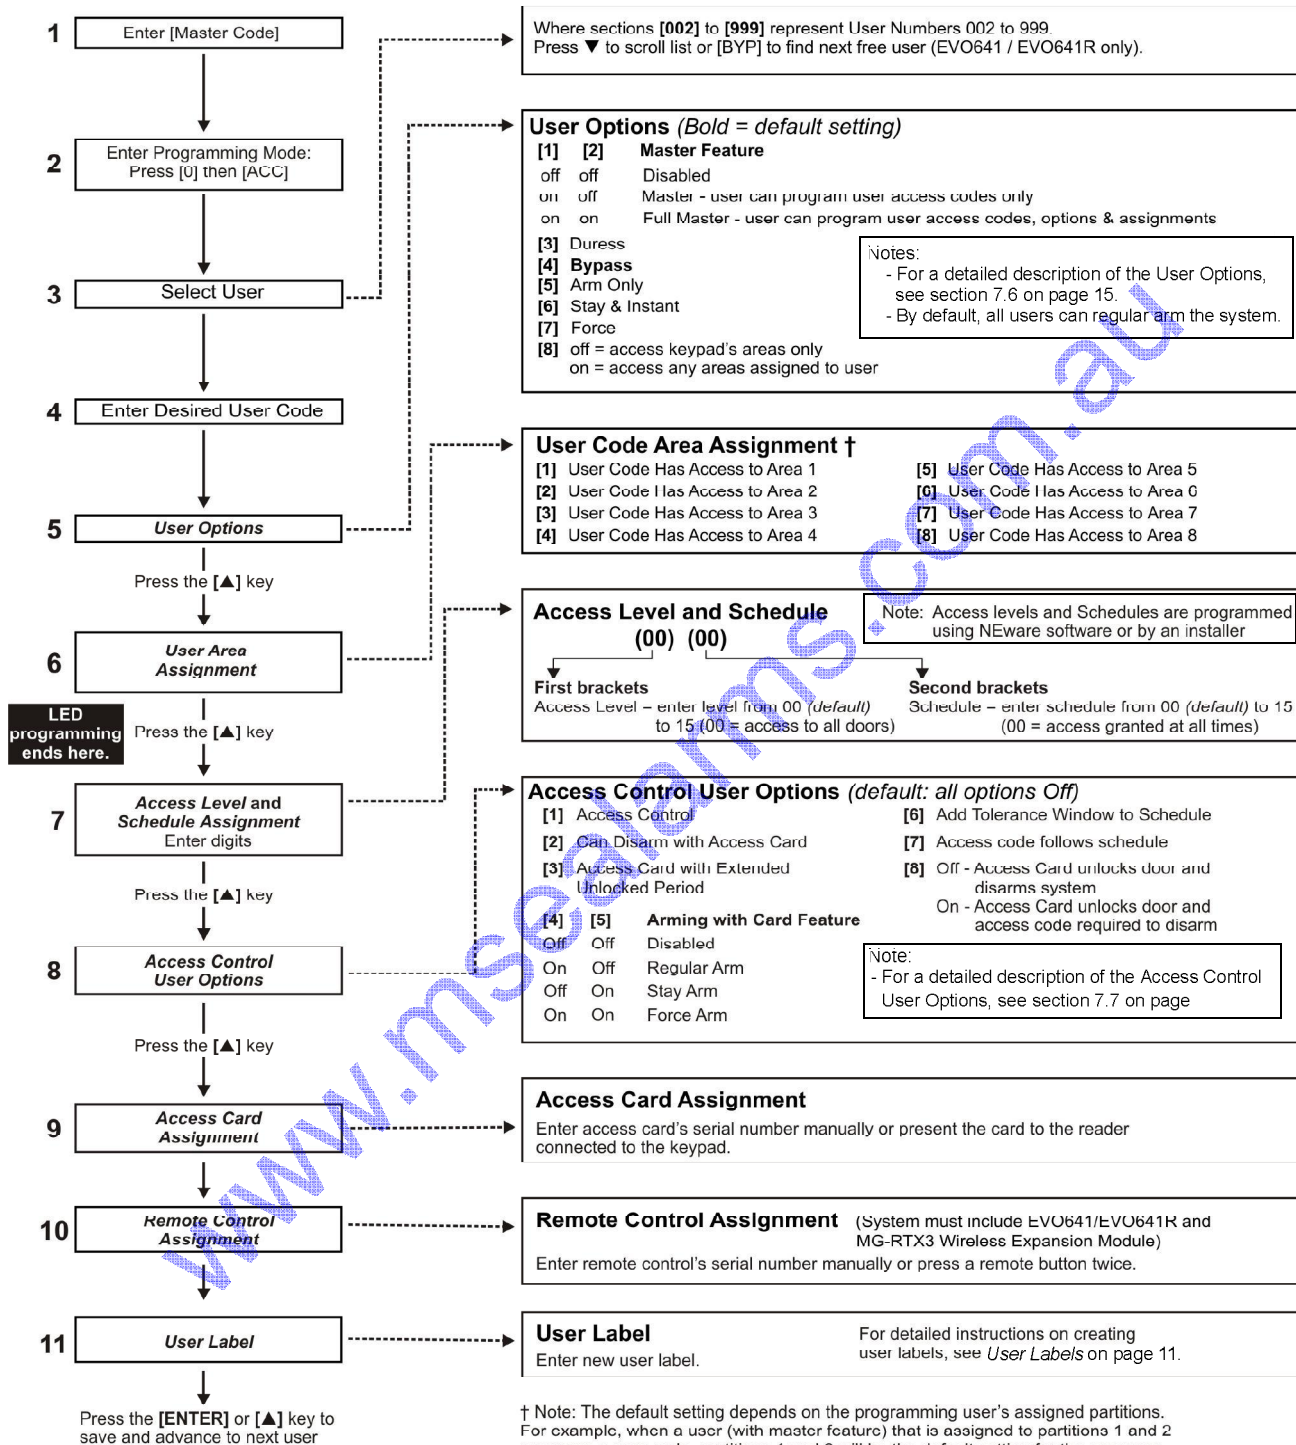 1
Enter [Master Code]
2
Enter Programming Mode:
Press [0] then [ACC]
3
Select User
4
Enter Desired User Code
5
User Options
Press the [▲] key
6
User Area
Assignment
LED
programming
ends here.
Press the [▲] key
7
Access Level and
Schedule Assignment
Enter digits
Press the [▲] key
8
Access Control
User Options
Press the [▲] key
9
Access Card
Assignment
10
Remote Control
Assignment
11
User Label
Press the [ENTER] or [▲] key to
save and advance to next user
Where sections [002] to [999] represent User Numbers 002 to 999.
Press ▼ to scroll list or [BYP] to find next free user (EVO641 / EVO641R only).
User Options (Bold = default setting)
[1] [2] Master Feature
off off Disabled
on off Master - user can program user access codes only
on on Full Master - user can program user access codes, options & assignments
[3] Duress
[4] Bypass
[5] Arm Only
[6] Stay & Instant
[7] Force
[8] off = access keypad's areas only
on = access any areas assigned to user
Notes:
- For a detailed description of the User Options,
see section 7.6 on page 15.
- By default, all users can regular arm the system.
User Code Area Assignment †
[1] User Code Has Access to Area 1
[2] User Code Has Access to Area 2
[3] User Code Has Access to Area 3
[4] User Code Has Access to Area 4
[5] User Code Has Access to Area 5
[6] User Code Has Access to Area 6
[7] User Code Has Access to Area 7
[8] User Code Has Access to Area 8
Access Level and Schedule
(00) (00)
Note: Access levels and Schedules are programmed
using NEware software or by an installer
First brackets
Access Level – enter level from 00 (default)
to 15 (00 = access to all doors)
Second brackets
Schedule – enter schedule from 00 (default) to 15
(00 = access granted at all times)
Access Control User Options (default: all options Off)
[1] Access Control
[2] Can Disarm with Access Card
[3] Access Card with Extended
Unlocked Period
[4] [5] Arming with Card Feature
Off Off Disabled
On Off Regular Arm
Off On Stay Arm
On On Force Arm
[6] Add Tolerance Window to Schedule
[7] Access code follows schedule
[8] Off - Access Card unlocks door and
disarms system
On - Access Card unlocks door and
access code required to disarm
Note:
- For a detailed description of the Access Control
User Options, see section 7.7 on page
Access Card Assignment
Enter access card's serial number manually or present the card to the reader
connected to the keypad.
Remote Control Assignment (System must include EVO641/EVO641R and
MG-RTX3 Wireless Expansion Module)
Enter remote control's serial number manually or press a remote button twice.
User Label
Enter new user label.
For detailed instructions on creating
user labels, see User Labels on page 11.
† Note: The default setting depends on the programming user's assigned partitions.
For example, when a user (with master feature) that is assigned to partitions 1 and 2
www.msealarms.com.au